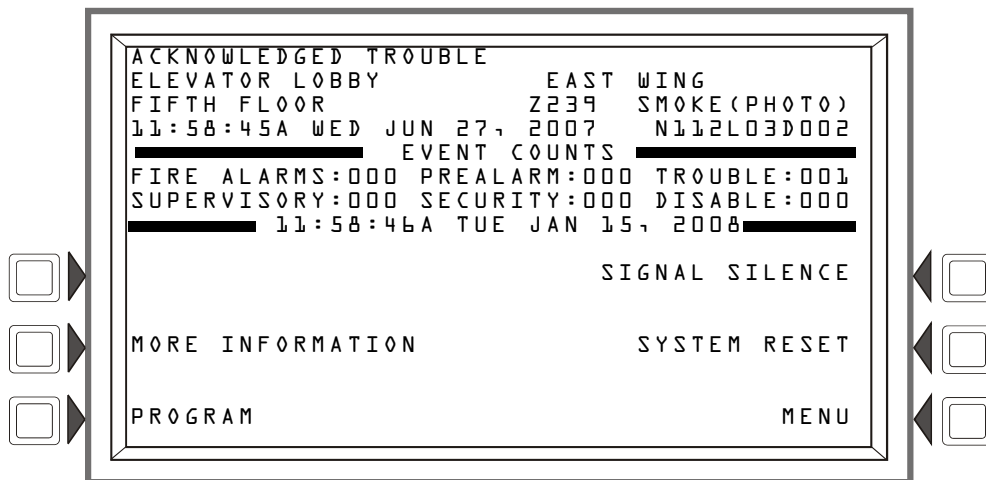 ACKNOWLEDGED TROUBLE
ELEVATOR LOBBY EAST WING
FIFTH FLOOR Z239 SMOKE(PHOTO)
11:58:45A WED JUN 27, 2007 N112L03D002
EVENT COUNTS
FIRE ALARMS:000 PREALARM:000 TROUBLE:001
SUPERVISORY:000 SECURITY:000 DISABLE:000
11:58:46A TUE JAN 15, 2008
SIGNAL SILENCE
MORE INFORMATION SYSTEM RESET
PROGRAM MENU